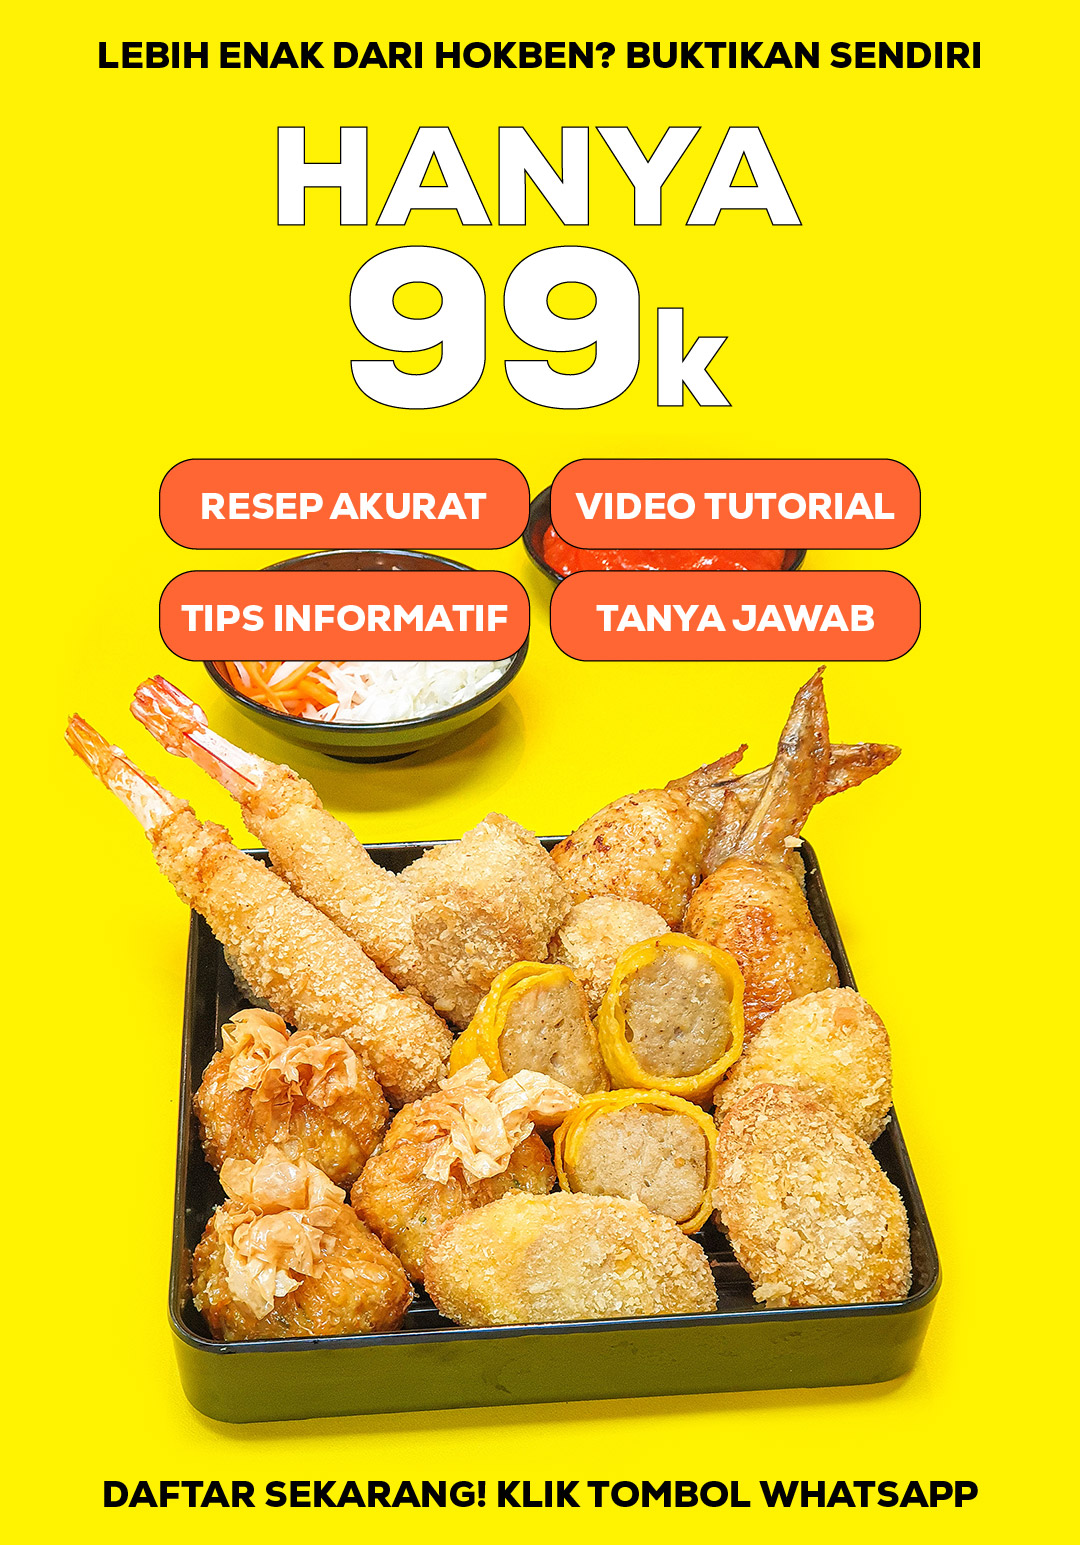 LEBIH ENAK DARI HOKBEN? BUKTIKAN SENDIRI
HANYA
99k
RESEP AKURAT
VIDEO TUTORIAL
TIPS INFORMATIF
TANYA JAWAB
DAFTAR SEKARANG! KLIK TOMBOL WHATSAPP